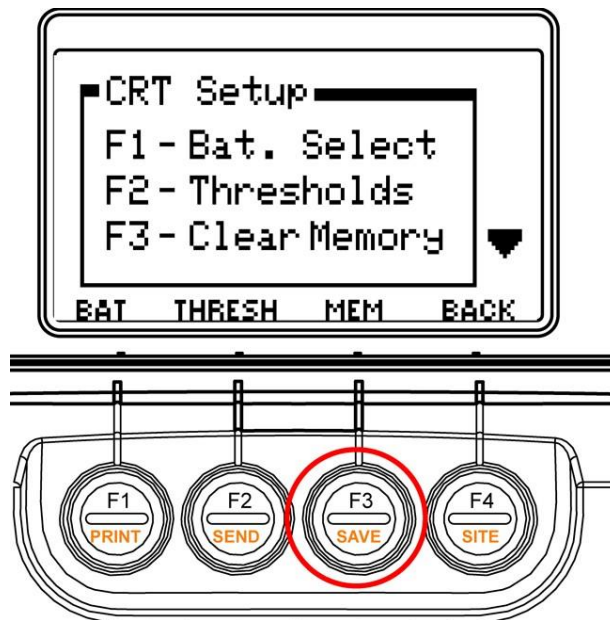 CRT Setup
F1-Bat. Select
F2-Thresholds
F3-Clear Memory
BAT THRESH MEM BACK
F1 F2 F3 F4
PRINT SEND SAVE SITE